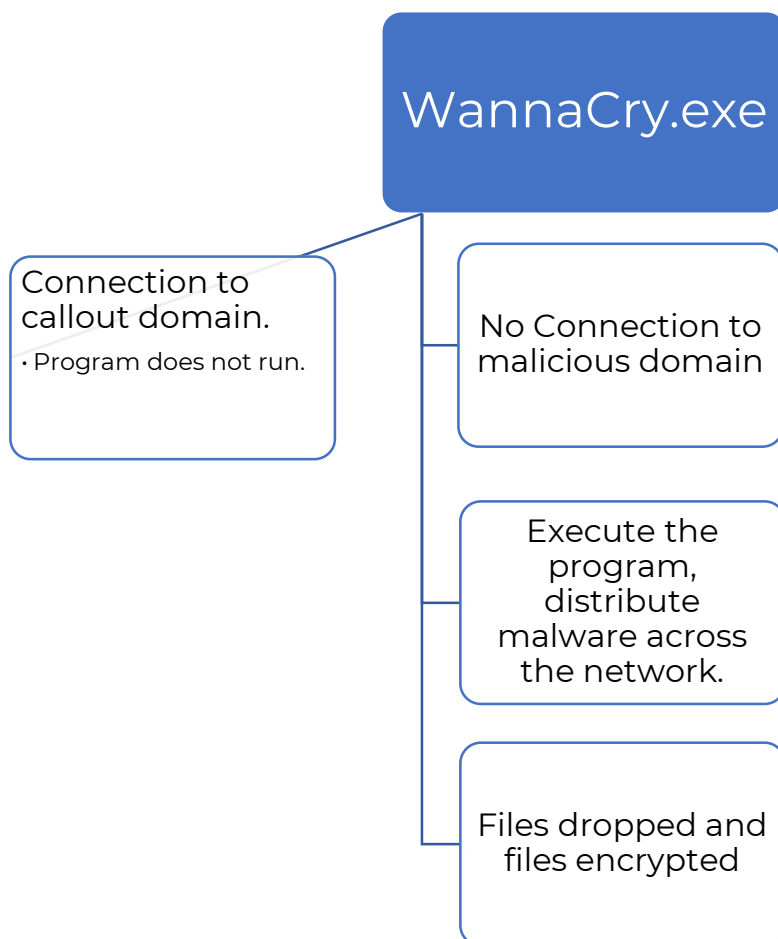 WannaCry.exe
Connection to
callout domain.
• Program does not run.
No Connection to
malicious domain
Execute the
program,
distribute
malware across
the network.
Files dropped and
files encrypted